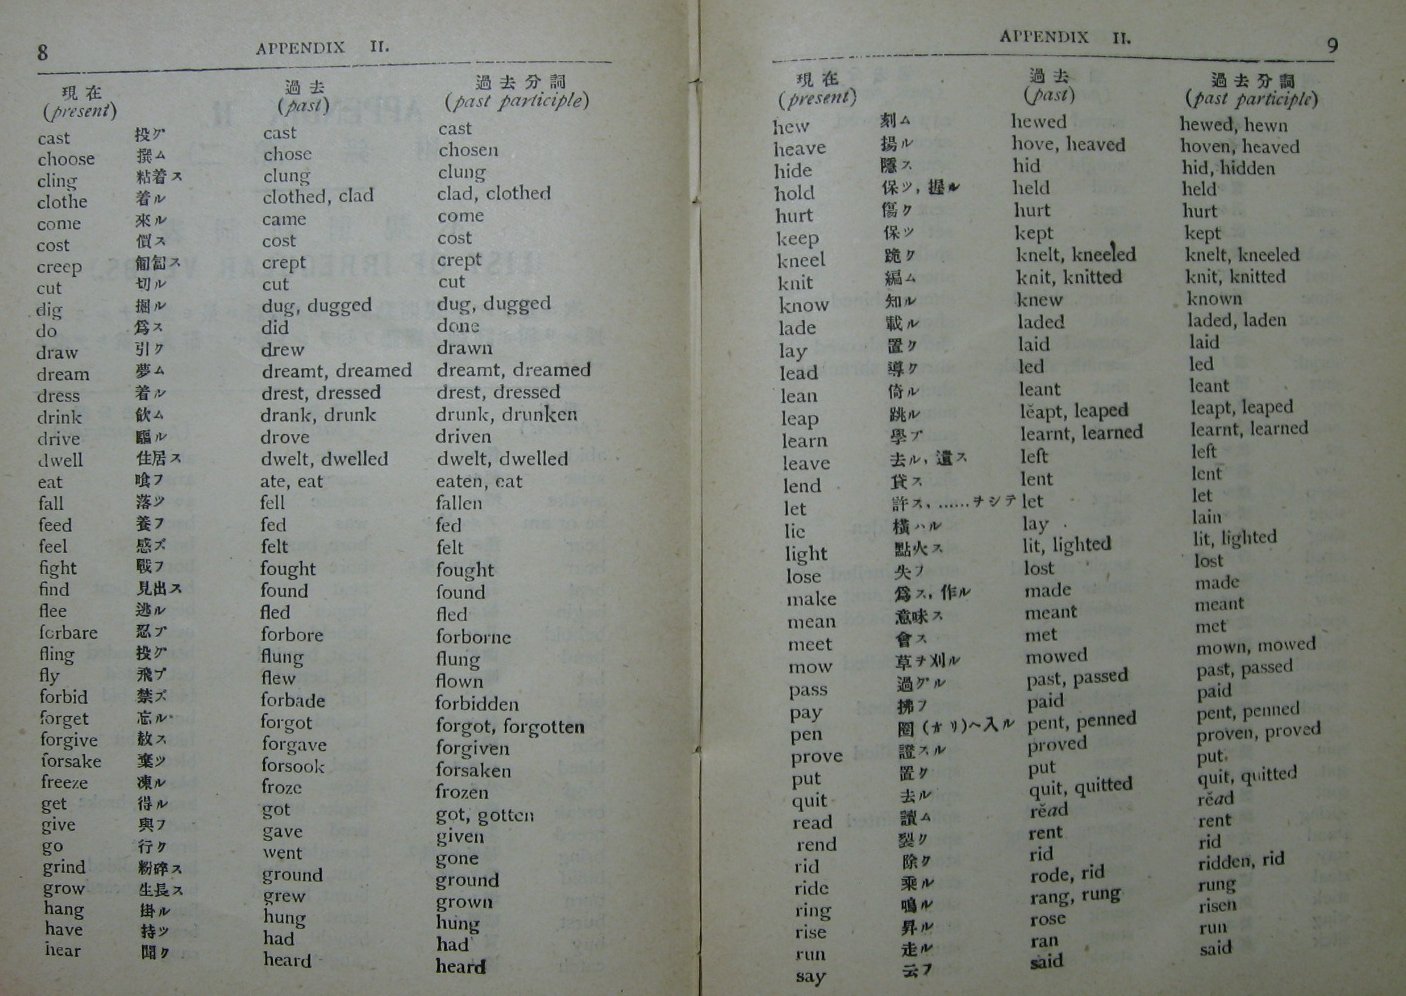 8 APPENDIX II.
現在 過去 過去分詞
(present) (past) (past participle)
cast 投グ cast cast
choose 撰ム chose chosen
cling 粘着ス clung clung
clothe 着ル clothed, clad clad, clothed
come 來ル came come
cost 價ス cost cost
creep 匍匐ス crept crept
cut 切ル cut cut
dig 掘ル dug, dugged dug, dugged
do 爲ス did done
draw 引ク drew drawn
dream 夢ム dreamt, dreamed dreamt, dreamed
dress 着ル drest, dressed drest, dressed
drink 飮ム drank, drunk drunk, drunken
drive 驅ル drove driven
dwell 住居ス dwelt, dwelled dwelt, dwelled
eat 喰フ ate, eat eaten, eat
fall 落ツ fell fallen
feed 養フ fed fed
feel 感ズ felt felt
fight 戰フ fought fought
find 見出ス found found
flee 逃ル fled fled
forbare 忍ブ forbore forborne
fling 投グ flung flung
fly 飛ブ flew flown
forbid 禁ズ forbade forbidden
forget 忘ル forgot forgot, forgotten
forgive 赦ス forgave forgiven
forsake 棄ツ forsook forsaken
freeze 凍ル froze frozen
get 得ル got got, gotten
give 與フ gave given
go 行ク went gone
grind 粉碎ス ground ground
grow 生長ス grew grown
hang 掛ル hung hung
have 持ツ had had
hear 聞ク heard heard
APPENDIX II. 9
現在 過去 過去分詞
(present) (past) (past participle)
hew 刻ム hewed hewed, hewn
heave 揚ル hove, heaved hoven, heaved
hide 隱ス hid hid, hidden
hold 保ツ, 握ル held held
hurt 傷ク hurt hurt
keep 保ツ kept kept
kneel 跪ク knelt, kneeled knelt, kneeled
knit 編ム knit, knitted knit, knitted
know 知ル knew known
lade 載ル laded laded, laden
lay 置ク laid laid
lead 導ク led led
lean 倚ル leant leant
leap 跳ル lĕapt, leaped leapt, leaped
learn 學ブ learnt, learned learnt, learned
leave 去ル, 遺ス left left
lend 貸ス lent lent
let 許ス, ......ヲシテ let let
lie 橫ハル lay lain
light 點火ス lit, lighted lit, lighted
lose 失フ lost lost
make 爲ス, 作ル made made
mean 意味ス meant meant
meet 會ス met met
mow 草ヲ刈ル mowed mown, mowed
pass 過グル past, passed past, passed
pay 拂フ paid paid
pen 圈(オリ)ヘ入ル pent, penned pent, penned
prove 證スル proved proven, proved
put 置ク put put
quit 去ル quit, quitted quit, quitted
read 讀ム rĕad rĕad
rend 裂ク rent rent
rid 除ク rid rid
ride 乘ル rode, rid ridden, rid
ring 鳴ル rang, rung rung
rise 昇ル rose risen
run 走ル ran run
say 云フ said said